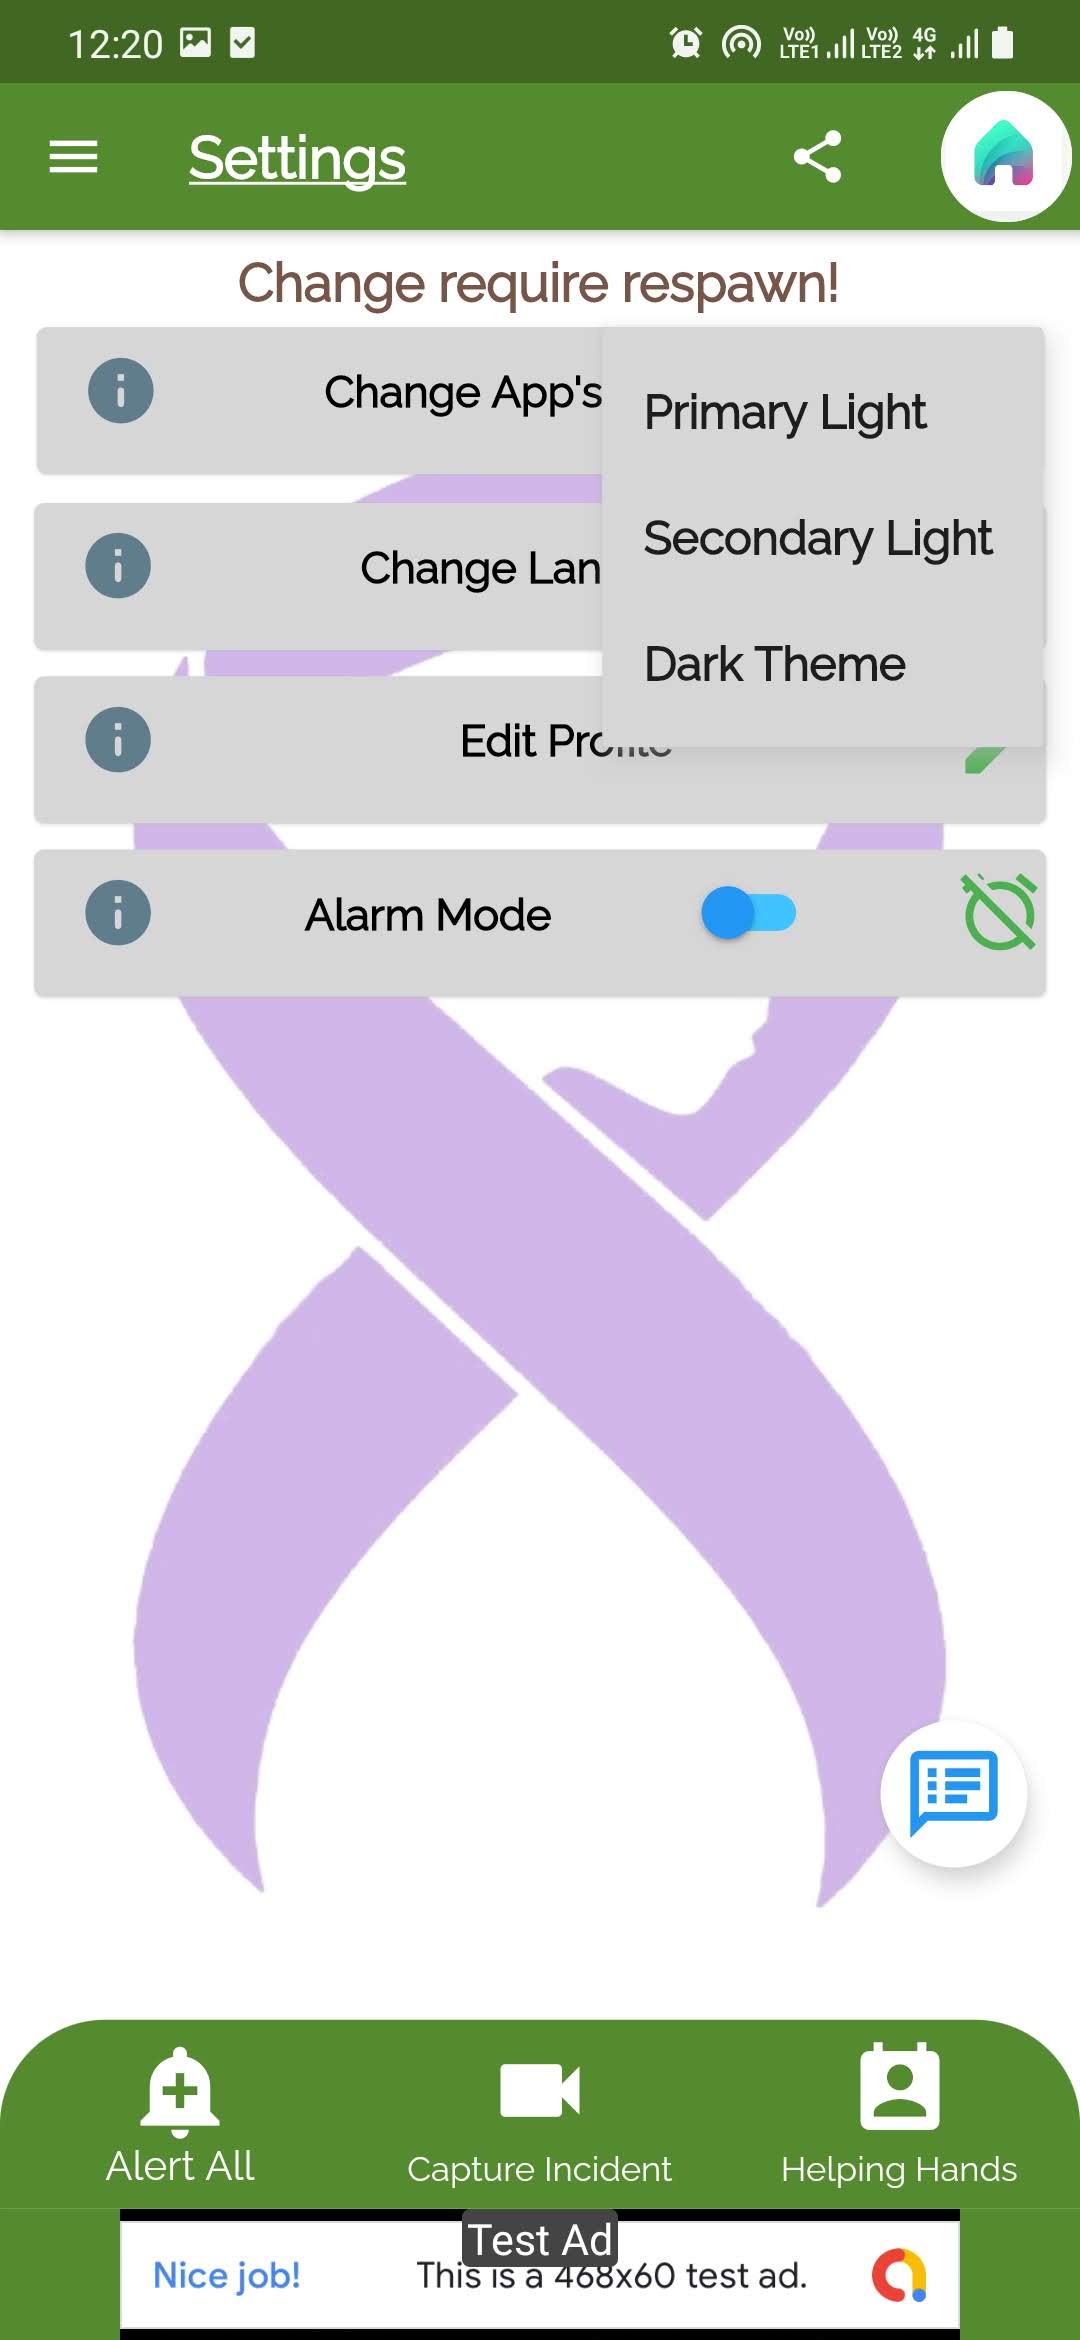 12:20
Vo)) LTE1 Vo)) LTE2 4G
Settings
Change require respawn!
Change App's
Primary Light
Change Lan
Secondary Light
Dark Theme
Edit Profile
Alarm Mode
Alert All
Capture Incident
Helping Hands
Test Ad
Nice job!
This is a 468x60 test ad.